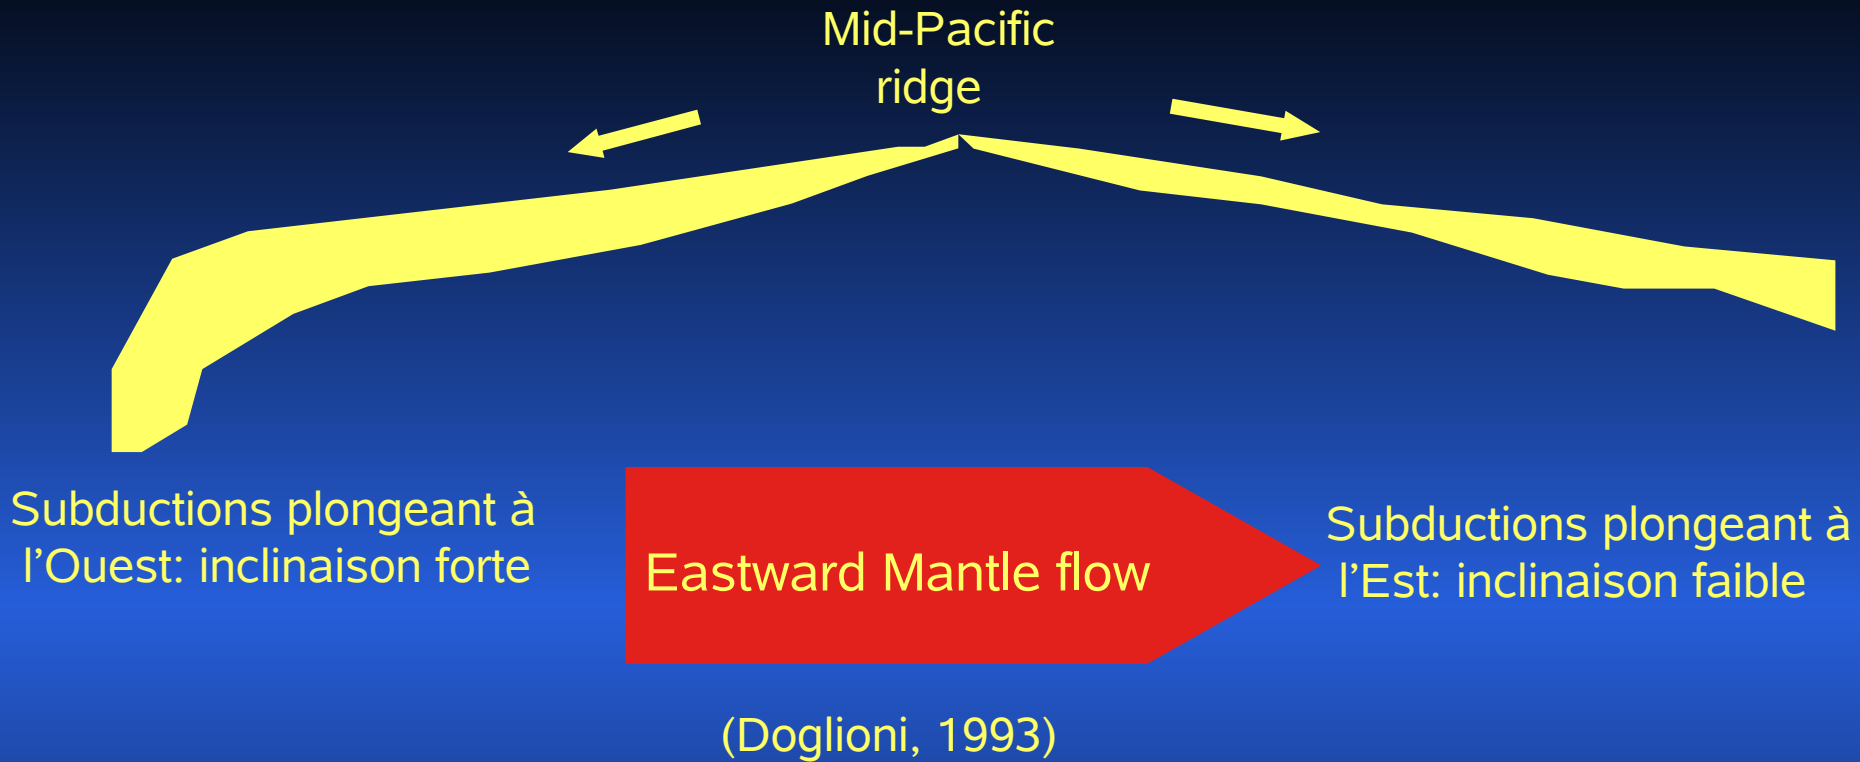 Mid-Pacific
ridge
Subductions plongeant à
l’Ouest: inclinaison forte
Eastward Mantle flow
Subductions plongeant à
l’Est: inclinaison faible
(Doglioni, 1993)